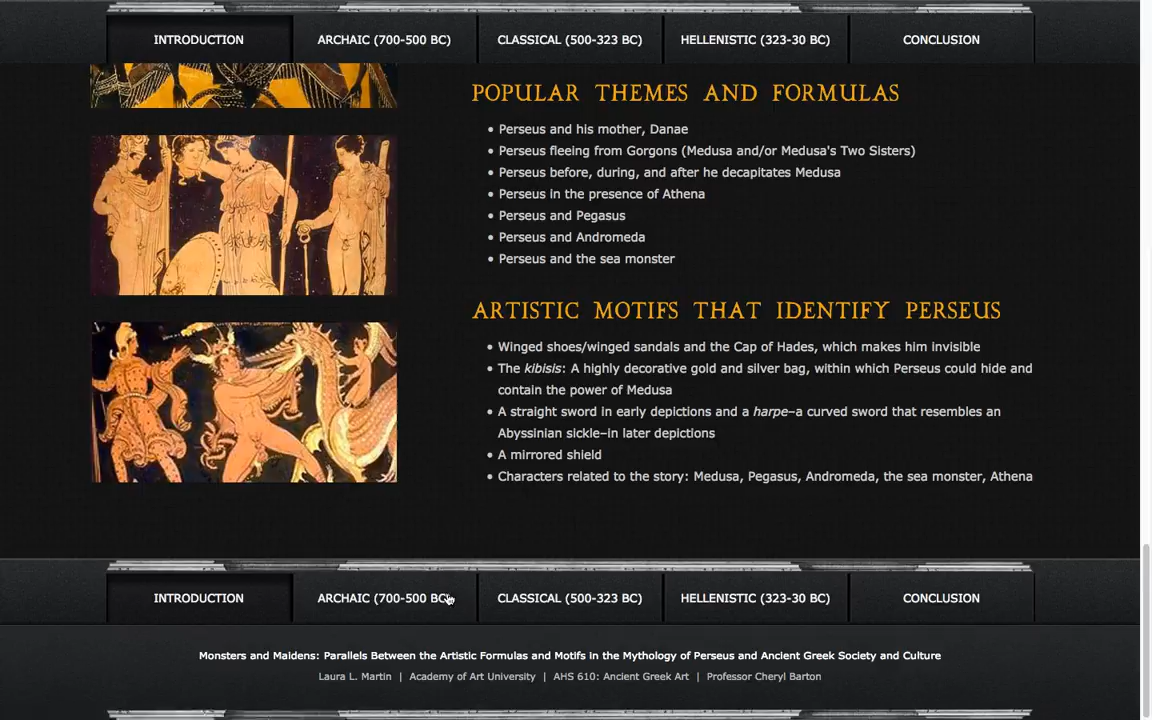 INTRODUCTION
ARCHAIC (700-500 BC)
CLASSICAL (500-323 BC)
HELLENISTIC (323-30 BC)
CONCLUSION
POPULAR THEMES AND FORMULAS
• Perseus and his mother, Danae
• Perseus fleeing from Gorgons (Medusa and/or Medusa's Two Sisters)
• Perseus before, during, and after he decapitates Medusa
• Perseus in the presence of Athena
• Perseus and Pegasus
• Perseus and Andromeda
• Perseus and the sea monster
ARTISTIC MOTIFS THAT IDENTIFY PERSEUS
• Winged shoes/winged sandals and the Cap of Hades, which makes him invisible
• The kibisis: A highly decorative gold and silver bag, within which Perseus could hide and
contain the power of Medusa
• A straight sword in early depictions and a harpe–a curved sword that resembles an
Abyssinian sickle–in later depictions
• A mirrored shield
• Characters related to the story: Medusa, Pegasus, Andromeda, the sea monster, Athena
INTRODUCTION
ARCHAIC (700-500 BC)
CLASSICAL (500-323 BC)
HELLENISTIC (323-30 BC)
CONCLUSION
Monsters and Maidens: Parallels Between the Artistic Formulas and Motifs in the Mythology of Perseus and Ancient Greek Society and Culture
Laura L. Martin | Academy of Art University | AHS 610: Ancient Greek Art | Professor Cheryl Barton